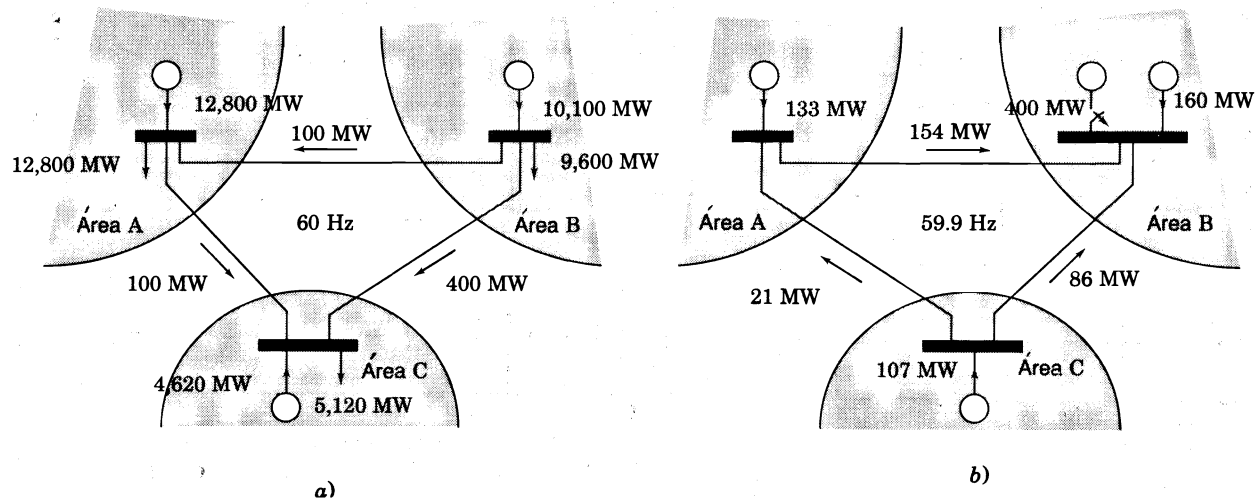 12,800 MW
100 MW
10,100 MW
12,800 MW
9,600 MW
Área A
60 Hz
Área B
100 MW
400 MW
4,620 MW
Área C
5,120 MW
a)
133 MW
154 MW
400 MW
160 MW
Área A
59.9 Hz
Área B
21 MW
86 MW
107 MW
Área C
b)